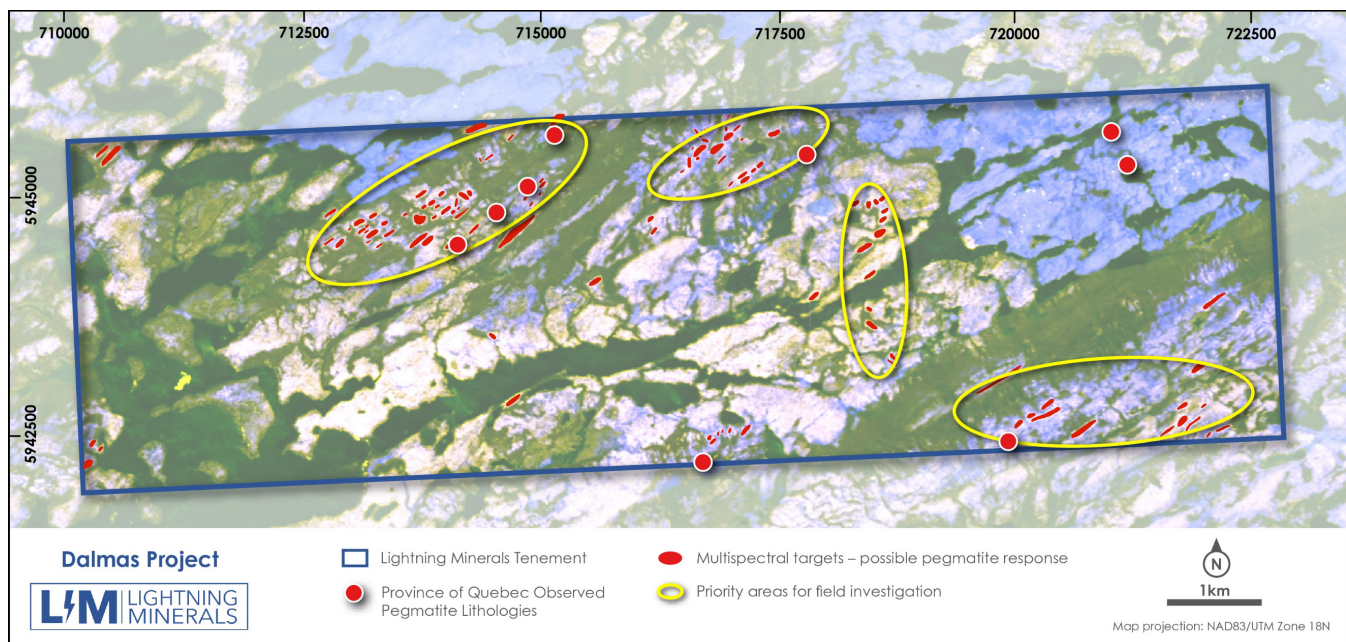 710000
712500
715000
717500
720000
722500
5945000
5942500
Dalmas Project
LM LIGHTNING
MINERALS
Lightning Minerals Tenement
Province of Quebec Observed
Pegmatite Lithologies
Multispectral targets – possible pegmatite response
Priority areas for field investigation
N
1km
Map projection: NAD83/UTM Zone 18N